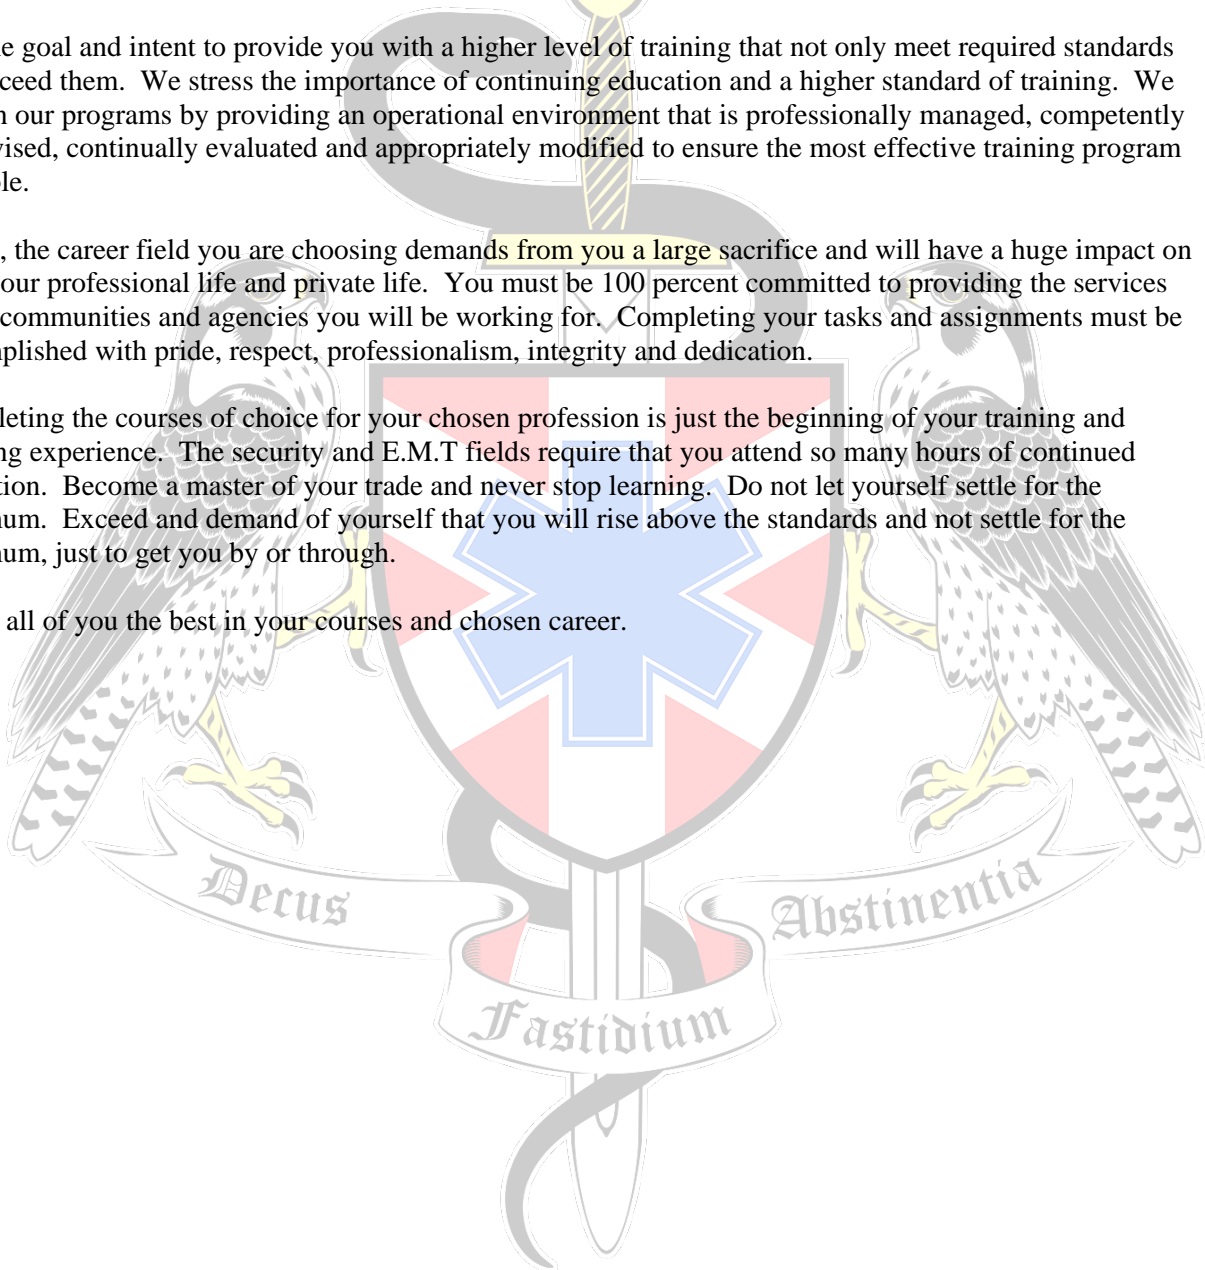 e goal and intent to provide you with a higher level of training that not only meet required standards
ceed them.  We stress the importance of continuing education and a higher standard of training.  We
n our programs by providing an operational environment that is professionally managed, competently
vised, continually evaluated and appropriately modified to ensure the most effective training program
le.
, the career field you are choosing demands from you a large sacrifice and will have a huge impact on
our professional life and private life.  You must be 100 percent committed to providing the services
communities and agencies you will be working for.  Completing your tasks and assignments must be
plished with pride, respect, professionalism, integrity and dedication.
leting the courses of choice for your chosen profession is just the beginning of your training and
ng experience.  The security and E.M.T fields require that you attend so many hours of continued
tion.  Become a master of your trade and never stop learning.  Do not let yourself settle for the
num.  Exceed and demand of yourself that you will rise above the standards and not settle for the
num, just to get you by or through.
all of you the best in your courses and chosen career.
Decus
Abstinentia
Fastidium